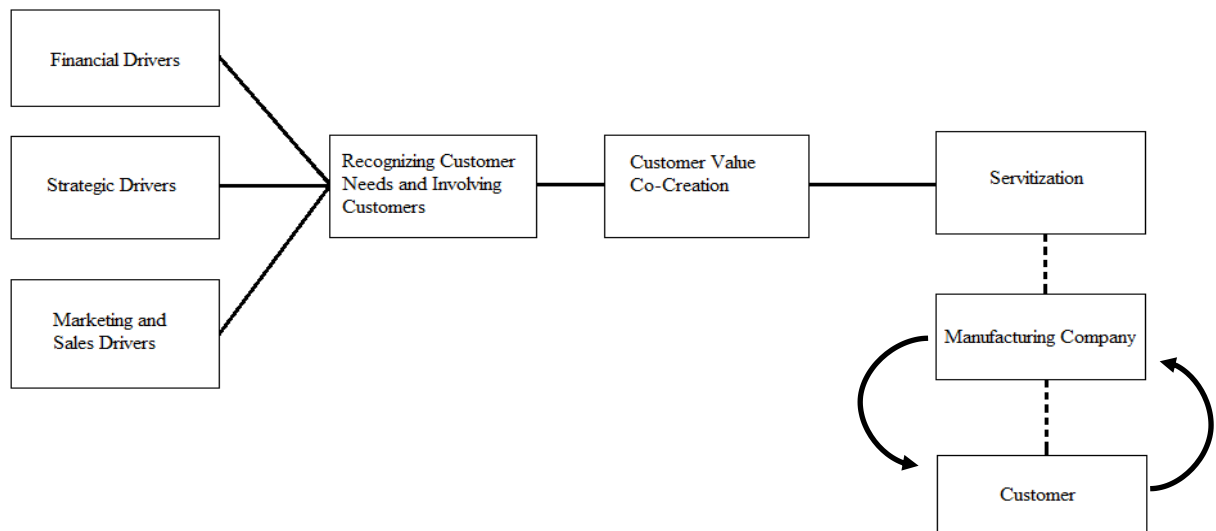 Financial Drivers
Strategic Drivers
Marketing and
Sales Drivers
Recognizing Customer
Needs and Involving
Customers
Customer Value
Co-Creation
Servitization
Manufacturing Company
Customer